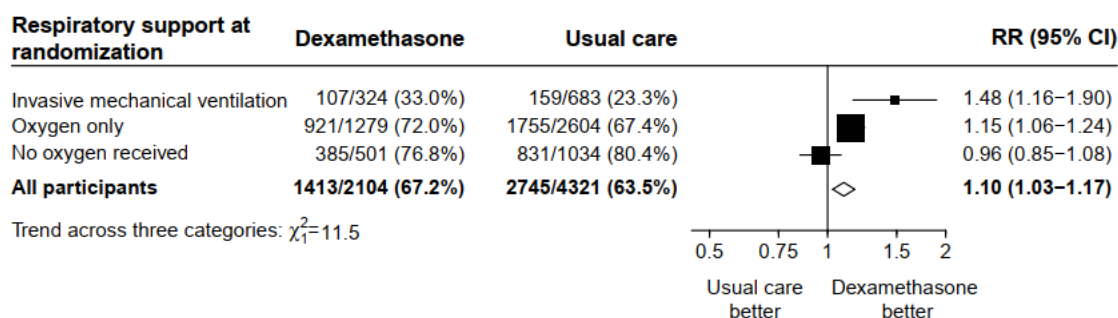 Respiratory support at randomization Dexamethasone Usual care RR (95% CI)
Invasive mechanical ventilation 107/324 (33.0%) 159/683 (23.3%) 1.48 (1.16−1.90)
Oxygen only 921/1279 (72.0%) 1755/2604 (67.4%) 1.15 (1.06−1.24)
No oxygen received 385/501 (76.8%) 831/1034 (80.4%) 0.96 (0.85−1.08)
All participants 1413/2104 (67.2%) 2745/4321 (63.5%) 1.10 (1.03−1.17)
Trend across three categories: χ²₁=11.5
0.5 0.75 1 1.5 2
Usual care better Dexamethasone better